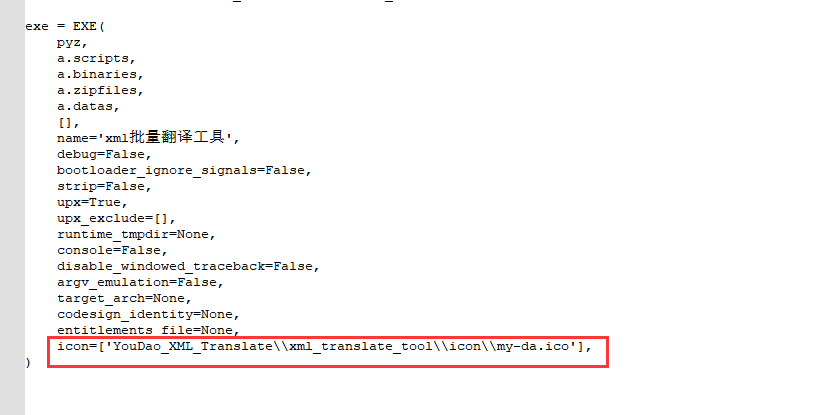 exe = EXE(
    pyz,
    a.scripts,
    a.binaries,
    a.zipfiles,
    a.datas,
    [],
    name='xml批量翻译工具',
    debug=False,
    bootloader_ignore_signals=False,
    strip=False,
    upx=True,
    upx_exclude=[],
    runtime_tmpdir=None,
    console=False,
    disable_windowed_traceback=False,
    argv_emulation=False,
    target_arch=None,
    codesign_identity=None,
    entitlements_file=None,
    icon=['YouDao_XML_Translate\\xml_translate_tool\\icon\\my-da.ico'],
)